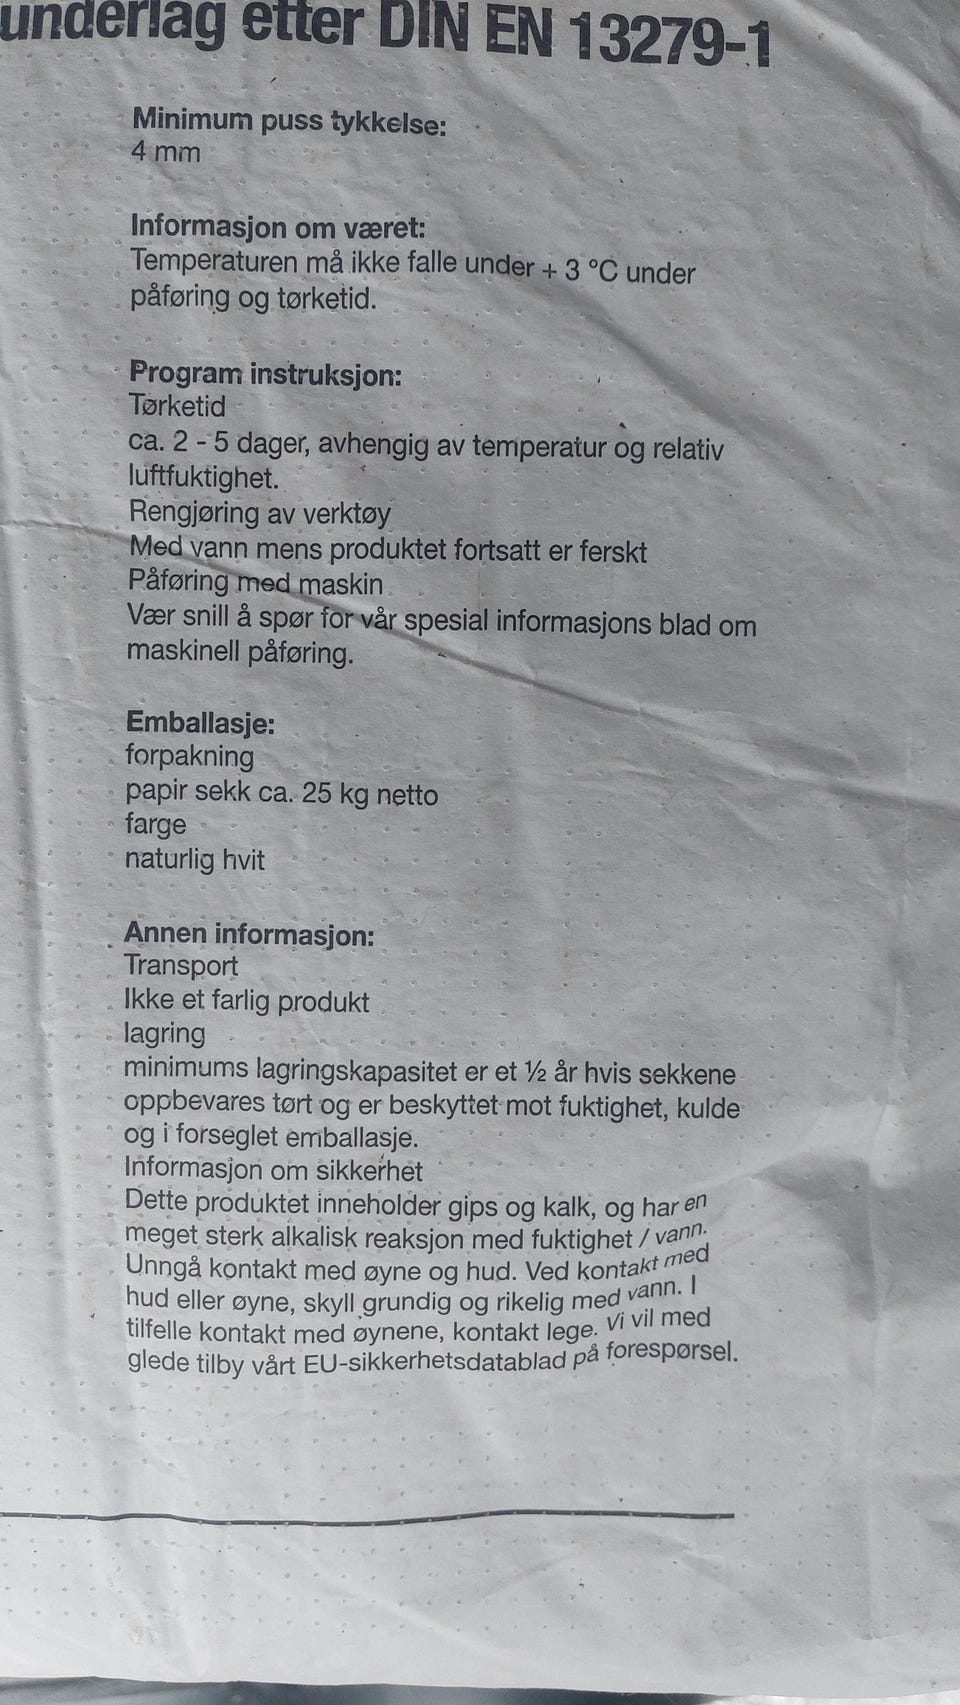 underlag etter DIN EN 13279-1
Minimum puss tykkelse:
4 mm
Informasjon om været:
Temperaturen må ikke falle under + 3 °C under
påføring og tørketid.
Program instruksjon:
Tørketid
ca. 2 - 5 dager, avhengig av temperatur og relativ
luftfuktighet.
Rengjøring av verktøy
Med vann mens produktet fortsatt er ferskt
Påføring med maskin
Vær snill å spør for vår spesial informasjons blad om
maskinell påføring.
Emballasje:
forpakning
papir sekk ca. 25 kg netto
farge
naturlig hvit
Annen informasjon:
Transport
Ikke et farlig produkt
lagring
minimums lagringskapasitet er et ½ år hvis sekkene
oppbevares tørt og er beskyttet mot fuktighet, kulde
og i forseglet emballasje.
Informasjon om sikkerhet
Dette produktet inneholder gips og kalk, og har en
meget sterk alkalisk reaksjon med fuktighet / vann.
Unngå kontakt med øyne og hud. Ved kontakt med
hud eller øyne, skyll grundig og rikelig med vann. I
tilfelle kontakt med øynene, kontakt lege. Vi vil med
glede tilby vårt EU-sikkerhetsdatablad på forespørsel.